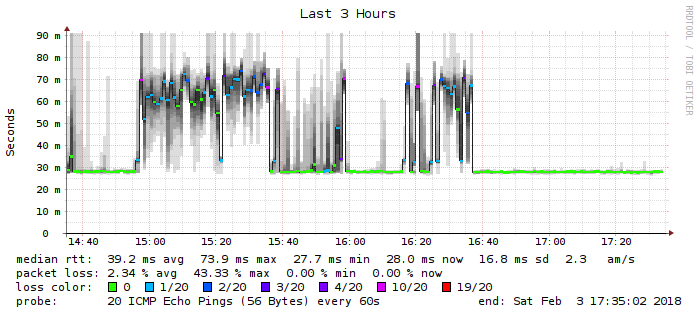 Last 3 Hours
RRDTOOL / TOBI OETIKER
Seconds
90 m
80 m
70 m
60 m
50 m
40 m
30 m
20 m
10 m
0
14:40 15:00 15:20 15:40 16:00 16:20 16:40 17:00 17:20
median rtt: 39.2 ms avg 73.9 ms max 27.7 ms min 28.0 ms now 16.8 ms sd 2.3 am/s
packet loss: 2.34 % avg 43.33 % max 0.00 % min 0.00 % now
loss color: 0 1/20 2/20 3/20 4/20 10/20 19/20
probe: 20 ICMP Echo Pings (56 Bytes) every 60s end: Sat Feb 3 17:35:02 2018